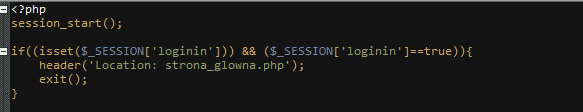 <?php
session_start();
if((isset($_SESSION['loginin'])) && ($_SESSION['loginin']==true)){
header('Location: strona_glowna.php');
exit();
}